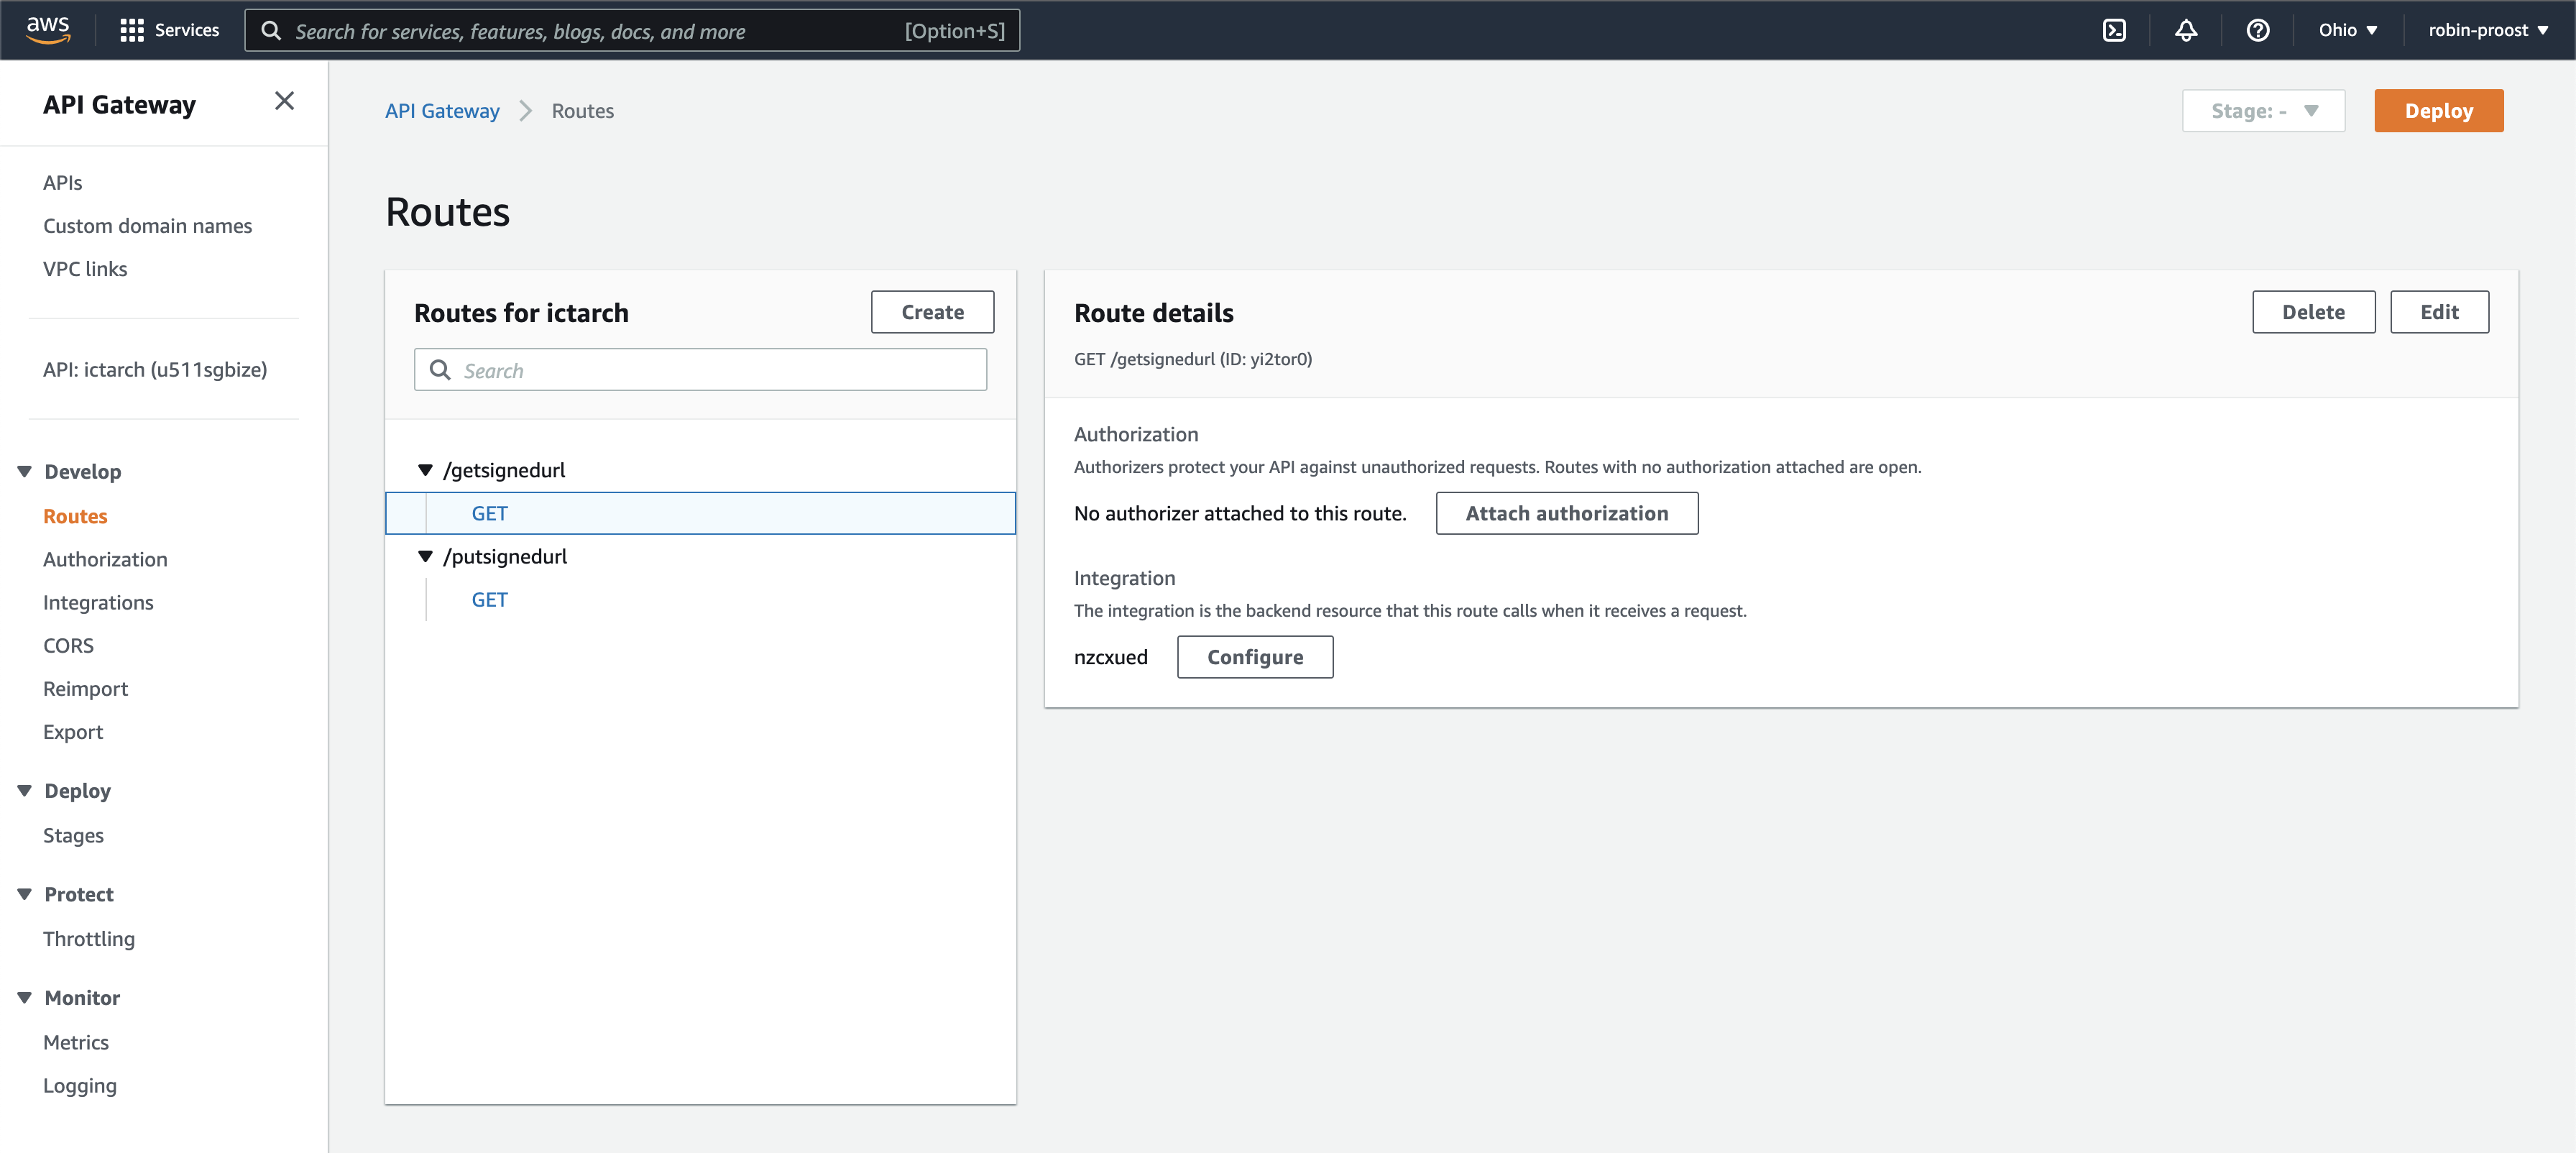 aws
Services
Search for services, features, blogs, docs, and more
[Option+S]
Ohio
robin-proost
API Gateway
APIs
Custom domain names
VPC links
API: ictarch (u511sgbize)
Develop
Routes
Authorization
Integrations
CORS
Reimport
Export
Deploy
Stages
Protect
Throttling
Monitor
Metrics
Logging
API Gateway
Routes
Stage: -
Deploy
Routes
Routes for ictarch
Create
Search
/getsignedurl
GET
/putsignedurl
GET
Route details
Delete
Edit
GET /getsignedurl (ID: yi2tor0)
Authorization
Authorizers protect your API against unauthorized requests. Routes with no authorization attached are open.
No authorizer attached to this route.
Attach authorization
Integration
The integration is the backend resource that this route calls when it receives a request.
nzcxued
Configure